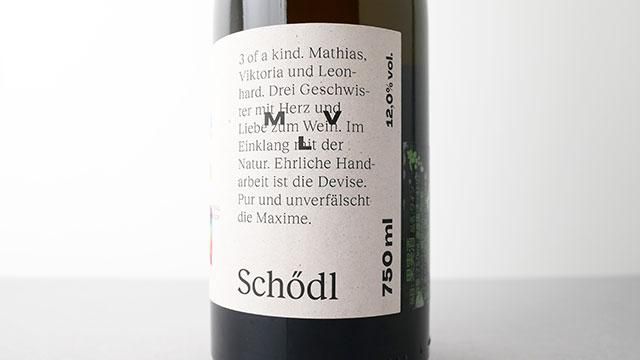 3 of a kind. Mathias,
Viktoria und Leon-
hard. Drei Geschwis-
ter mit Herz und
Liebe zum Wein. Im
Einklang mit der
Natur. Ehrliche Hand-
arbeit ist die Devise.
Pur und unverfälscht
die Maxime.
M V
L
Schődl
12,0% vol.
750 ml